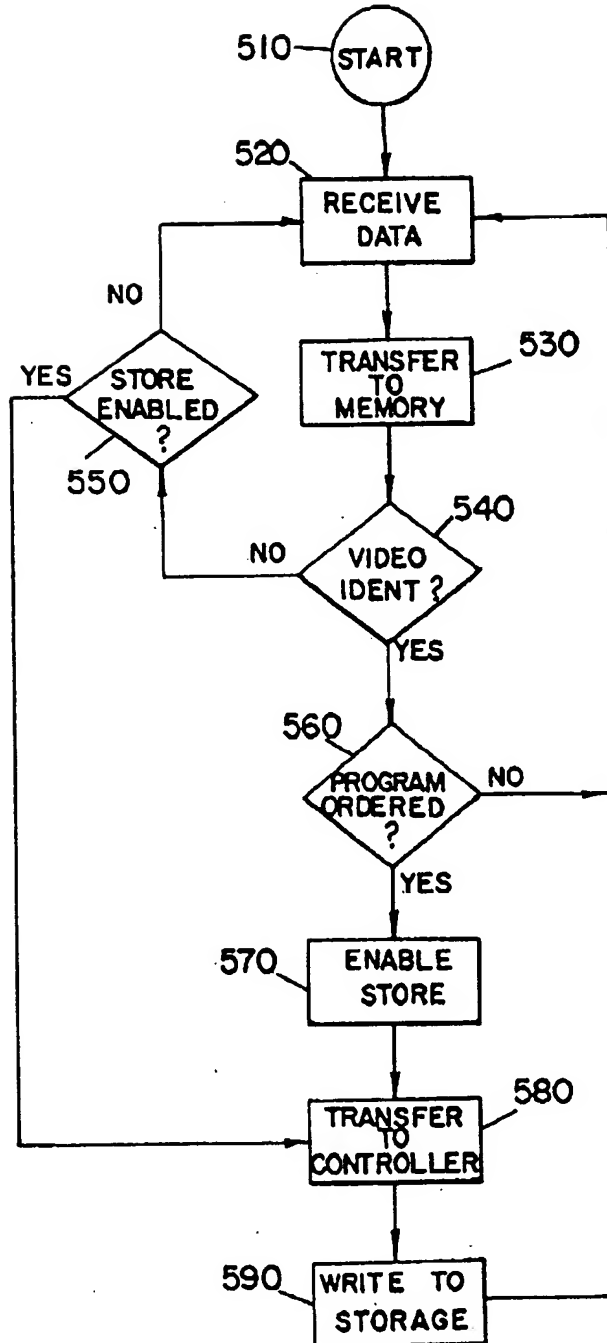 510
START
520
RECEIVE
DATA
NO
530
TRANSFER
TO
MEMORY
YES
STORE
ENABLED
?
550
540
NO
VIDEO
IDENT ?
YES
560
PROGRAM
ORDERED
?
NO
YES
570
ENABLE
STORE
580
TRANSFER
TO
CONTROLLER
590
WRITE TO
STORAGE